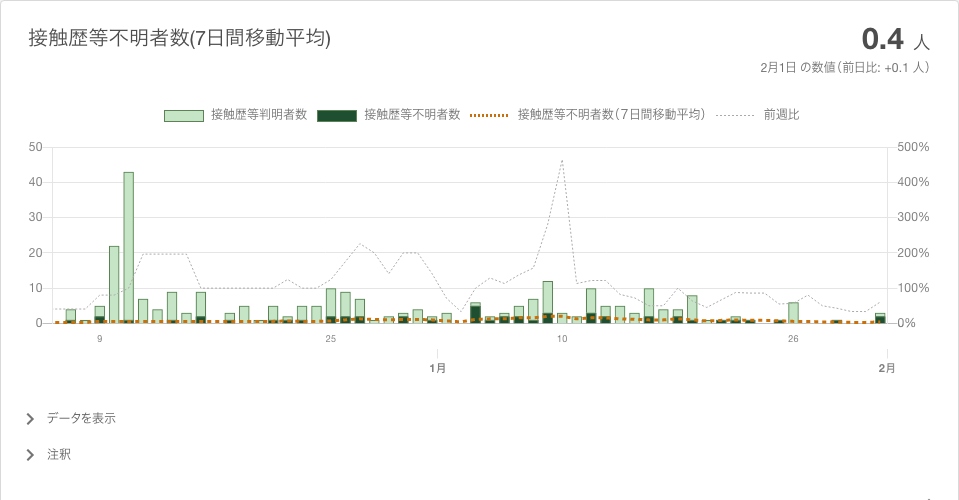 接触歴等不明者数(7日間移動平均)
0.4 人
2月1日 の数値（前日比: +0.1 人）
接触歴等判明者数 接触歴等不明者数 接触歴等不明者数（7日間移動平均） 前週比
50 500%
40 400%
30 300%
20 200%
10 100%
0 0%
9 25 10 26
1月 2月
データを表示
注釈